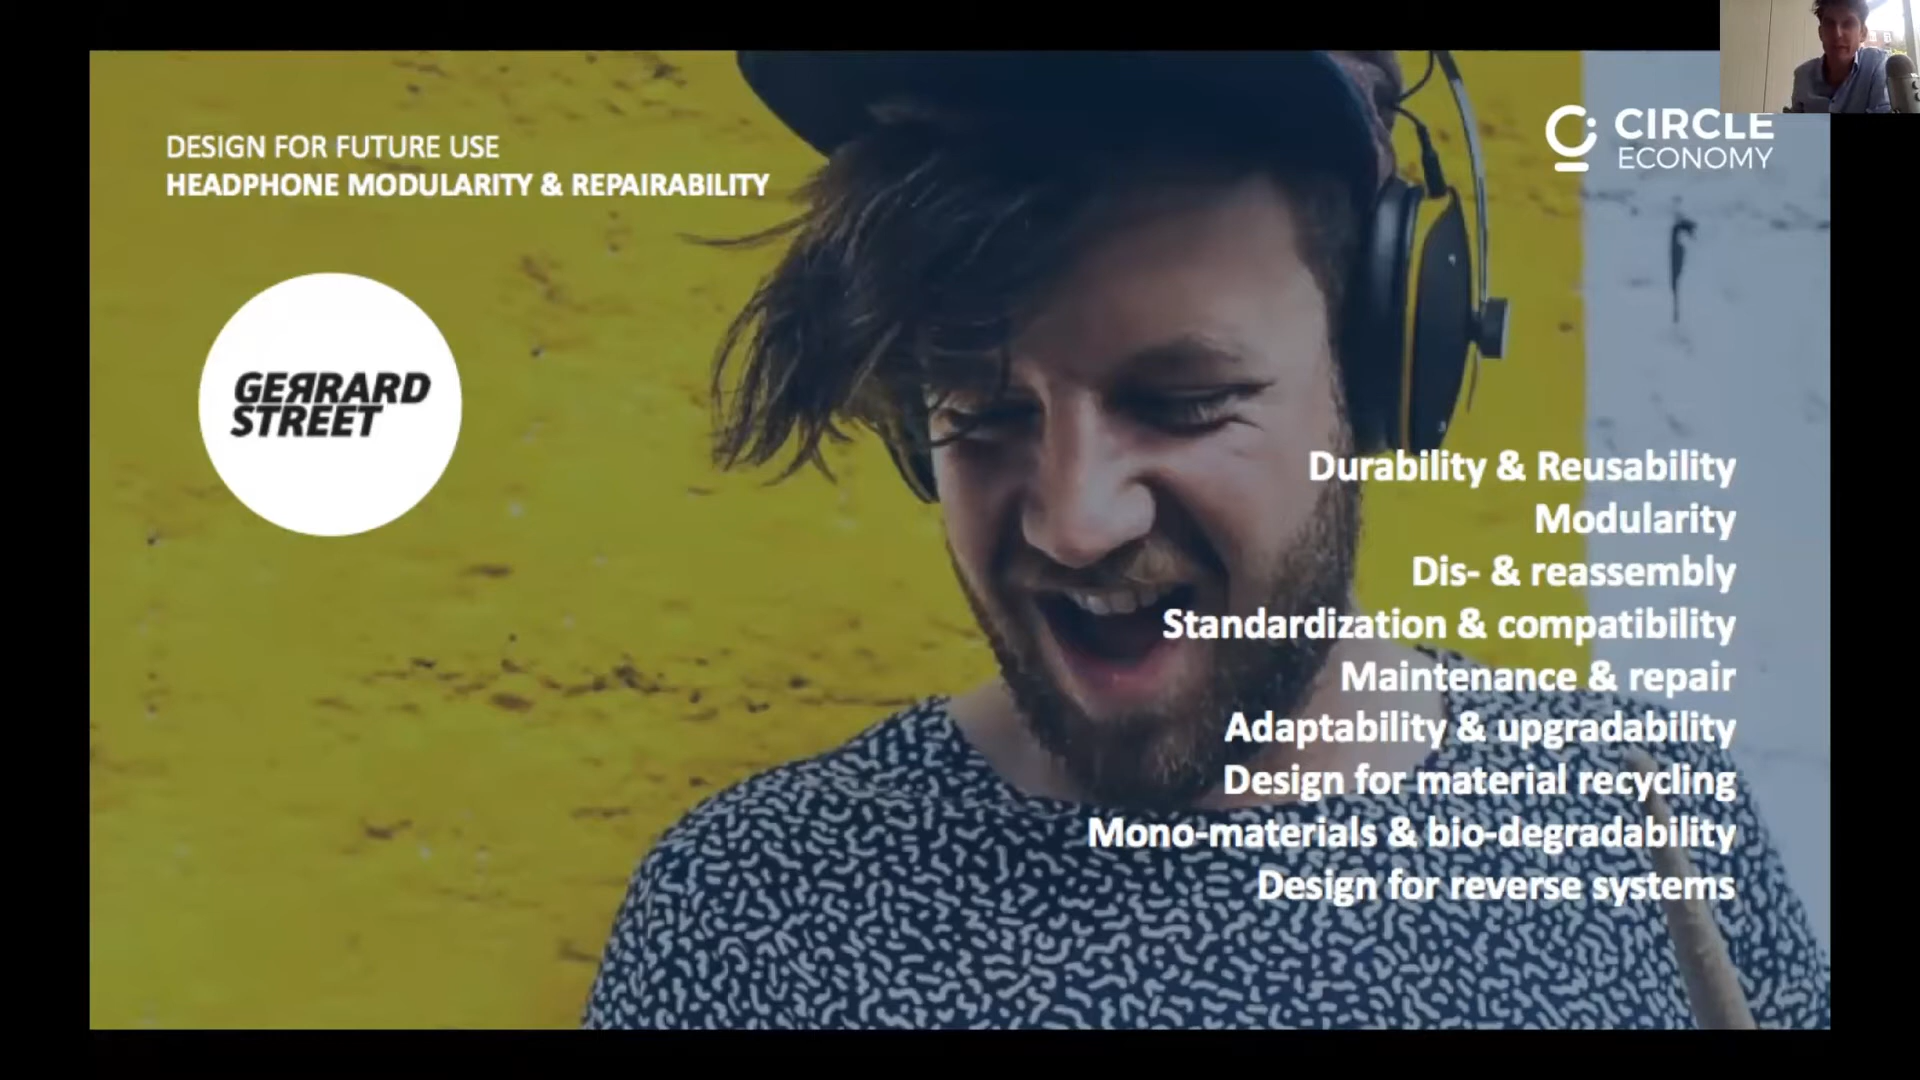 DESIGN FOR FUTURE USE
HEADPHONE MODULARITY & REPAIRABILITY
CIRCLE
ECONOMY
GERRARD
STREET
Durability & Reusability
Modularity
Dis- & reassembly
Standardization & compatibility
Maintenance & repair
Adaptability & upgradability
Design for material recycling
Mono-materials & bio-degradability
Design for reverse systems